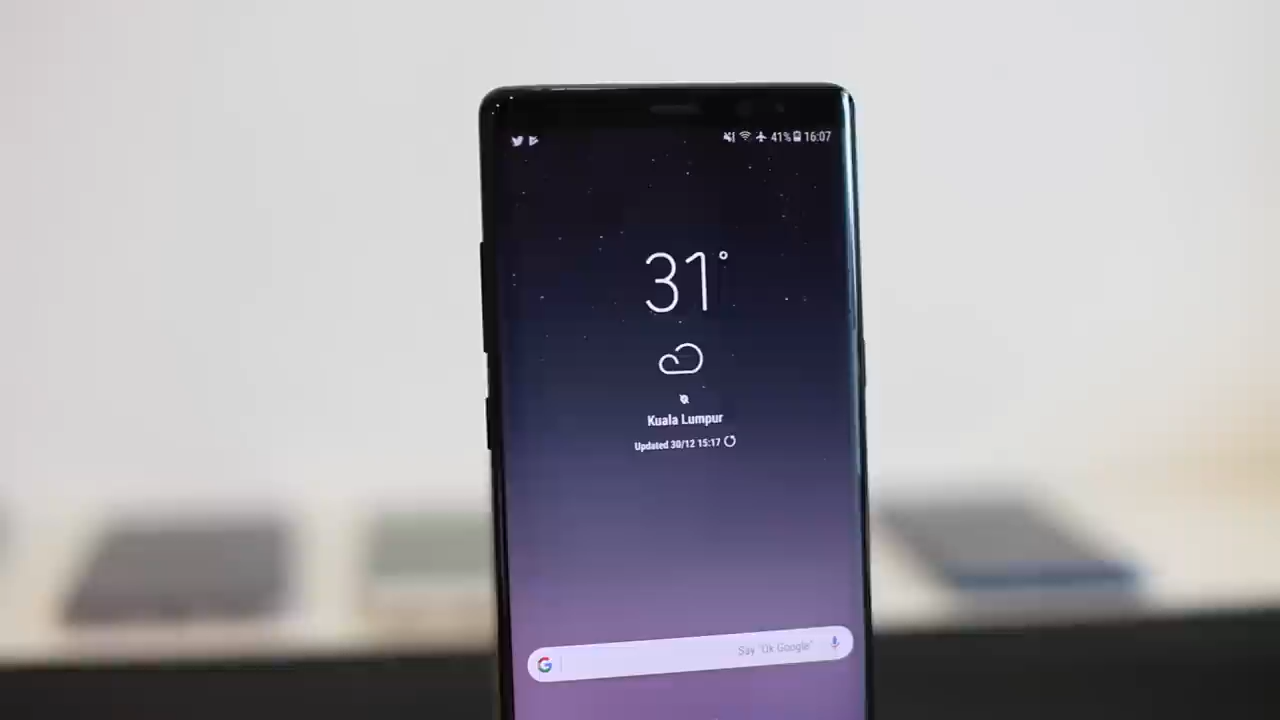 41% 16:07
31°
Kuala Lumpur
Updated 30/12 15:17
G Say "Ok Google"